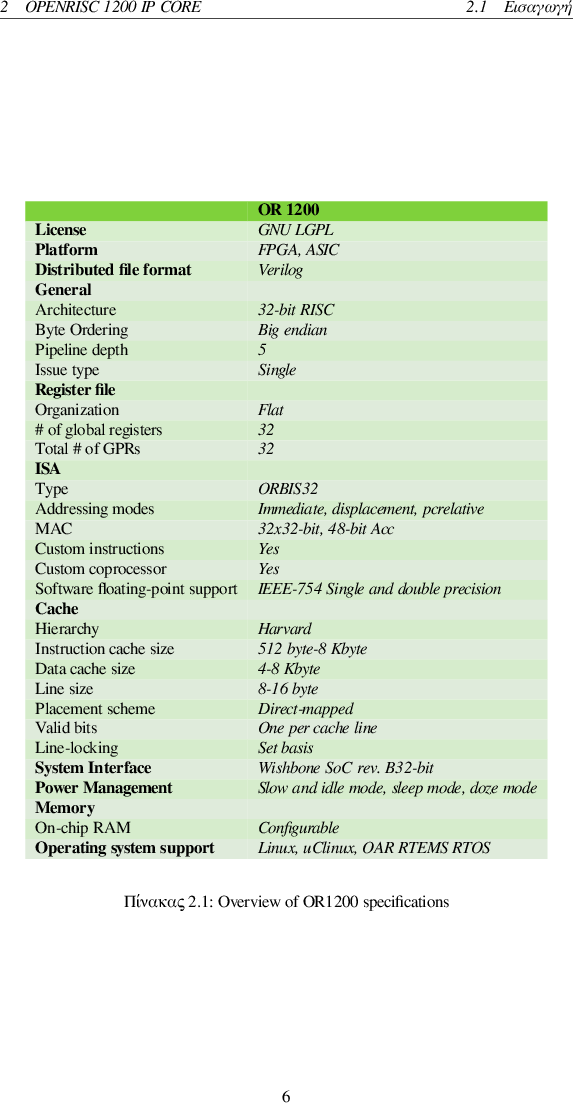 2 OPENRISC 1200 IP CORE 2.1 Εισαγωγή
OR 1200
License GNU LGPL
Platform FPGA, ASIC
Distributed file format Verilog
General
Architecture 32-bit RISC
Byte Ordering Big endian
Pipeline depth 5
Issue type Single
Register file
Organization Flat
# of global registers 32
Total # of GPRs 32
ISA
Type ORBIS32
Addressing modes Immediate, displacement, pcrelative
MAC 32x32-bit, 48-bit Acc
Custom instructions Yes
Custom coprocessor Yes
Software floating-point support IEEE-754 Single and double precision
Cache
Hierarchy Harvard
Instruction cache size 512 byte-8 Kbyte
Data cache size 4-8 Kbyte
Line size 8-16 byte
Placement scheme Direct-mapped
Valid bits One per cache line
Line-locking Set basis
System Interface Wishbone SoC rev. B32-bit
Power Management Slow and idle mode, sleep mode, doze mode
Memory
On-chip RAM Configurable
Operating system support Linux, uClinux, OAR RTEMS RTOS
Πίνακας 2.1: Overview of OR1200 specifications
6